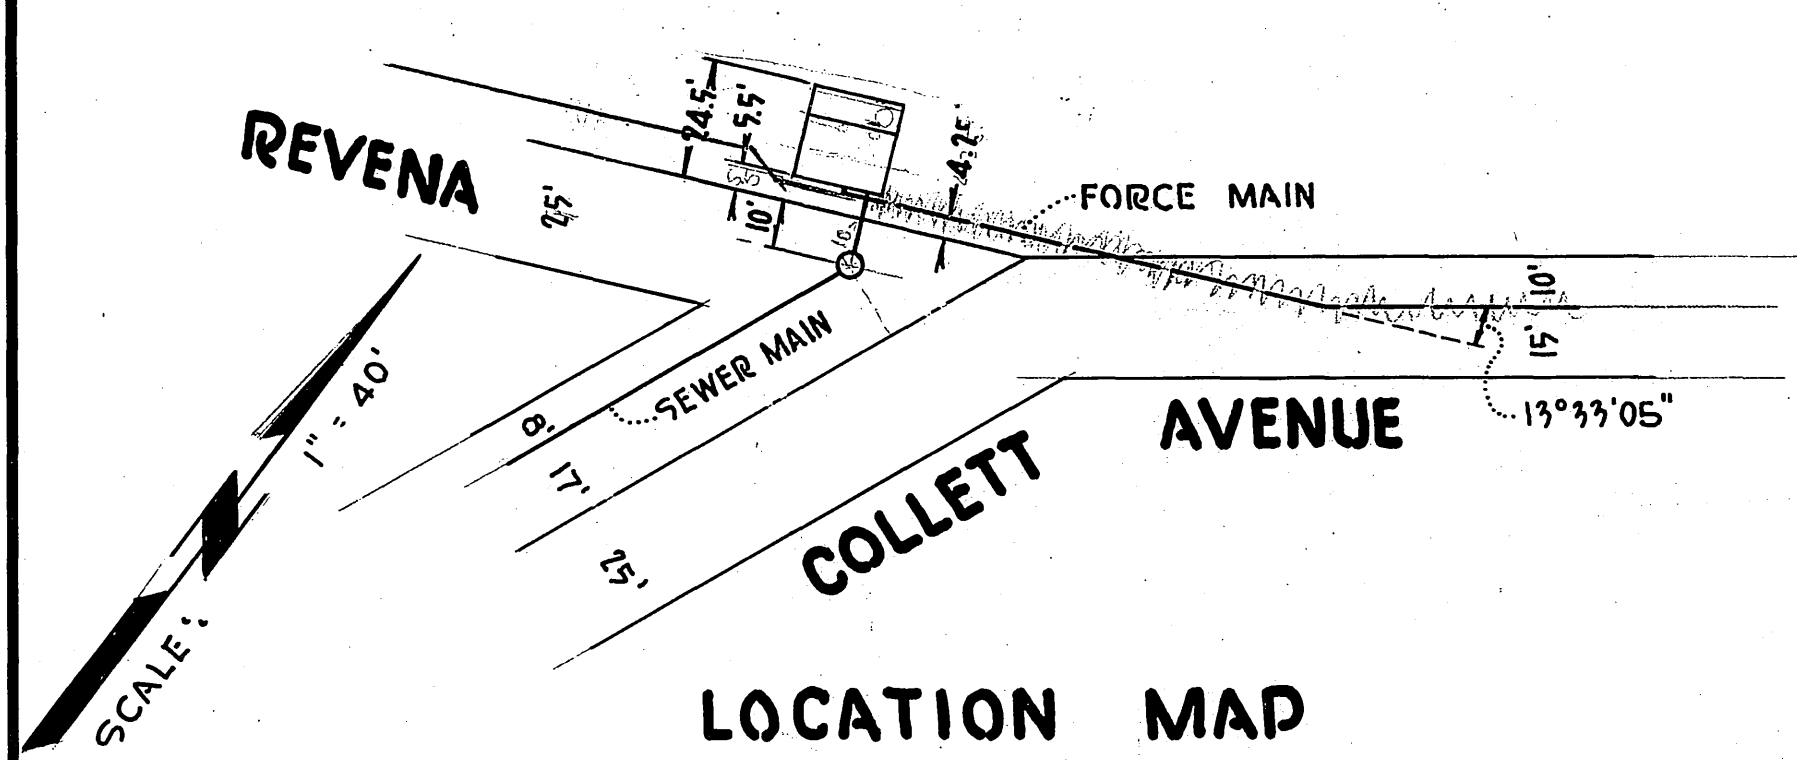 24.5'
5.5'
4.25'
REVENA
25'
10'
10'
FORCE MAIN
10'
15'
13°33'05"
AVENUE
SEWER MAIN
8'
17'
25'
COLLETT
1" = 40'
SCALE:
LOCATION MAP